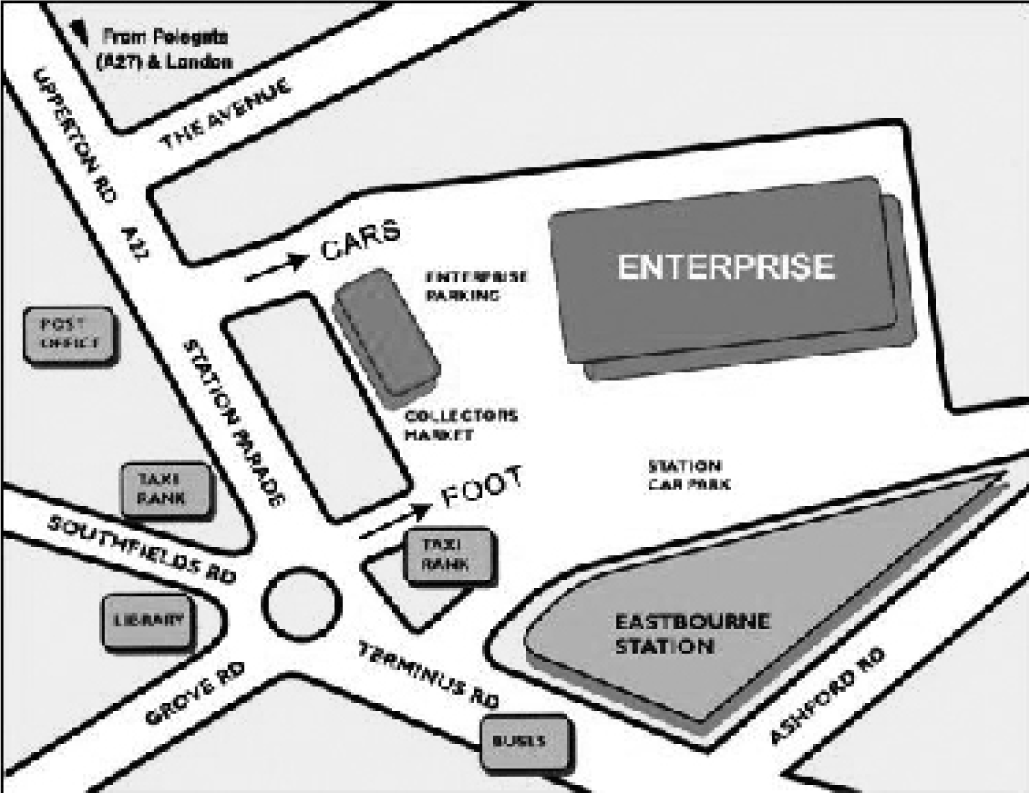 From Polegate
(A27) & London
UPPERTON RD
THE AVENUE
A22
CARS
ENTERPRISE
PARKING
ENTERPRISE
POST
OFFICE
STATION PARADE
COLLECTORS
MARKET
TAXI
RANK
FOOT
STATION
CAR PARK
SOUTHFIELDS RD
TAXI
RANK
LIBRARY
EASTBOURNE
STATION
TERMINUS RD
GROVE RD
ASHFORD RD
BUSES